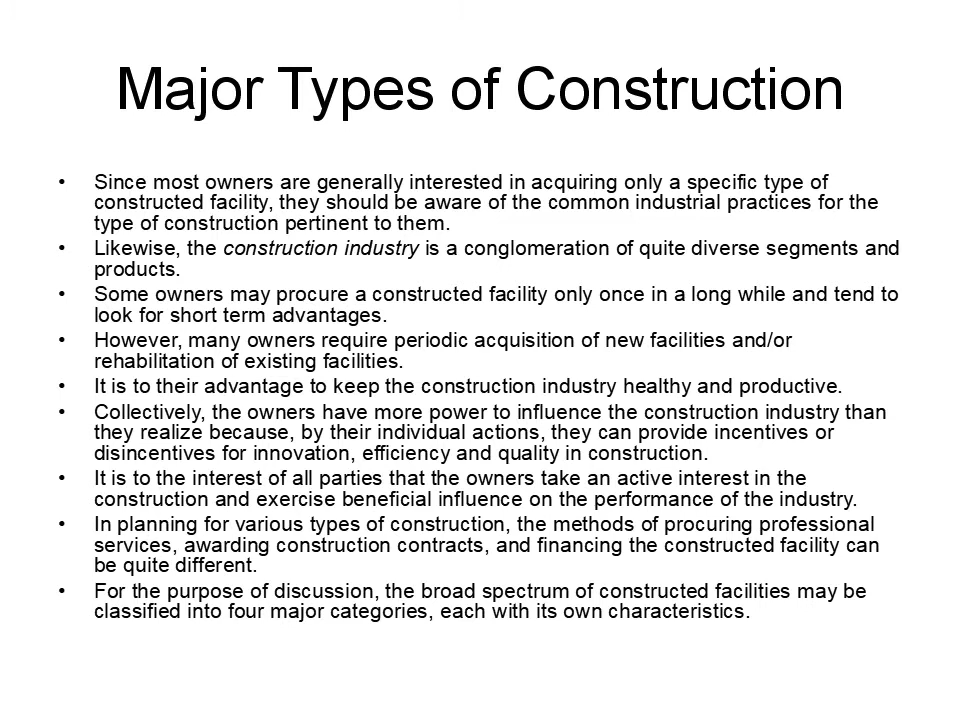 Major Types of Construction
• Since most owners are generally interested in acquiring only a specific type of
constructed facility, they should be aware of the common industrial practices for the
type of construction pertinent to them.
• Likewise, the construction industry is a conglomeration of quite diverse segments and
products.
• Some owners may procure a constructed facility only once in a long while and tend to
look for short term advantages.
• However, many owners require periodic acquisition of new facilities and/or
rehabilitation of existing facilities.
• It is to their advantage to keep the construction industry healthy and productive.
• Collectively, the owners have more power to influence the construction industry than
they realize because, by their individual actions, they can provide incentives or
disincentives for innovation, efficiency and quality in construction.
• It is to the interest of all parties that the owners take an active interest in the
construction and exercise beneficial influence on the performance of the industry.
• In planning for various types of construction, the methods of procuring professional
services, awarding construction contracts, and financing the constructed facility can
be quite different.
• For the purpose of discussion, the broad spectrum of constructed facilities may be
classified into four major categories, each with its own characteristics.